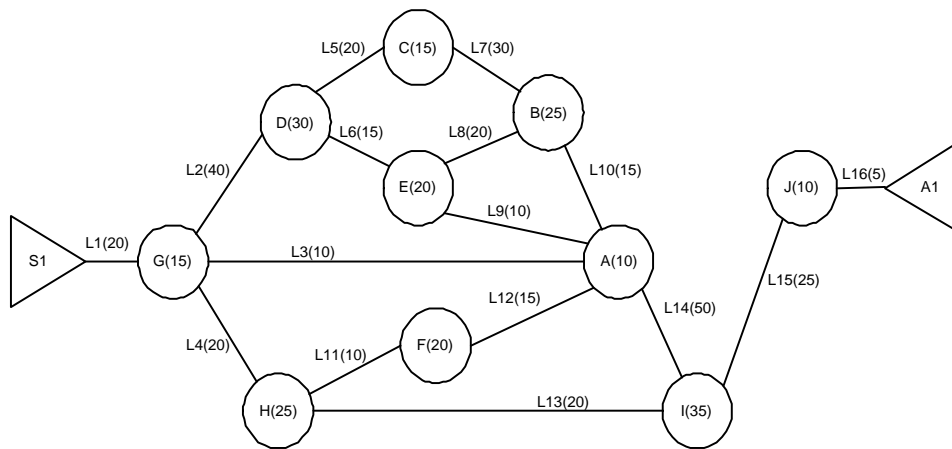 L5(20)
C(15)
L7(30)
D(30)
B(25)
L6(15)
L8(20)
L2(40)
E(20)
L10(15)
J(10)
L16(5)
A1
L9(10)
L1(20)
L3(10)
S1
G(15)
A(10)
L15(25)
L12(15)
L14(50)
L4(20)
F(20)
L11(10)
H(25)
L13(20)
I(35)